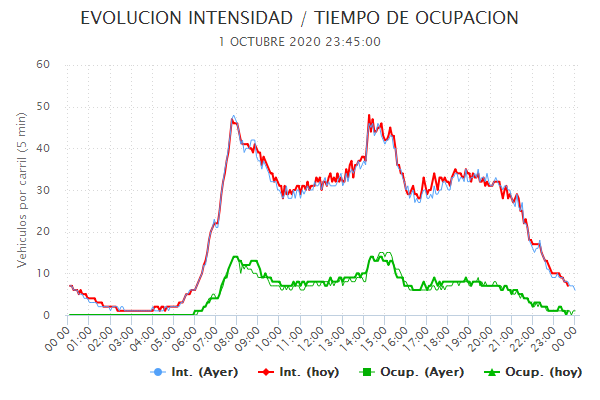 EVOLUCION INTENSIDAD / TIEMPO DE OCUPACION
1 OCTUBRE 2020 23:45:00
Vehiculos por carril (5 min)
60
50
40
30
20
10
0
00:00 01:00 02:00 03:00 04:00 05:00 06:00 07:00 08:00 09:00 10:00 11:00 12:00 13:00 14:00 15:00 16:00 17:00 18:00 19:00 20:00 21:00 22:00 23:00 00:00
Int. (Ayer) Int. (hoy) Ocup. (Ayer) Ocup. (hoy)